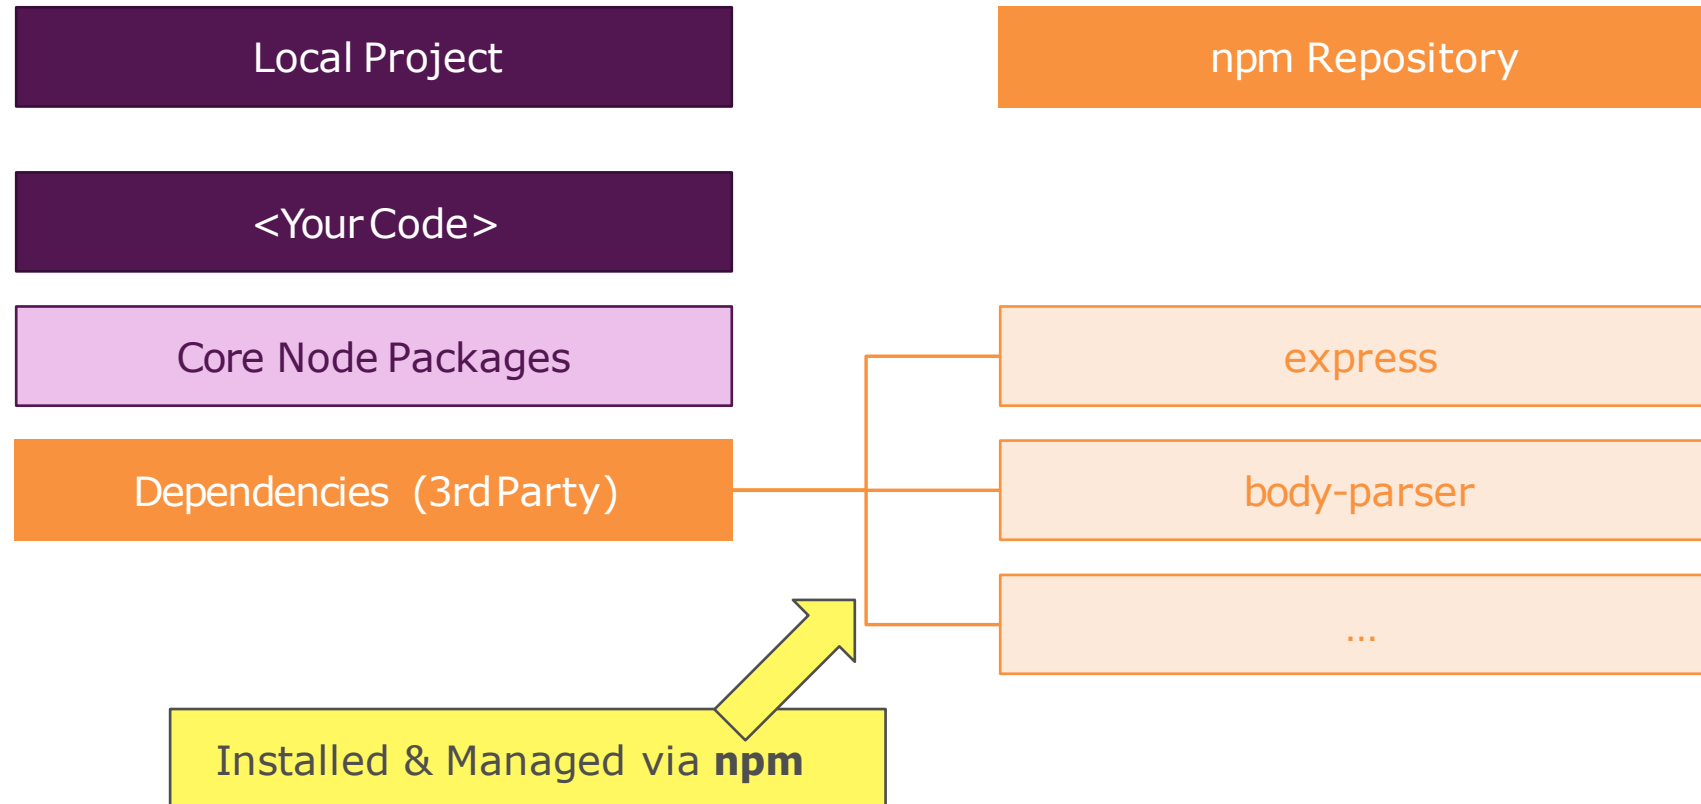 Local Project
npm Repository
<Your Code>
Core Node Packages
express
Dependencies (3rd Party)
body-parser
...
Installed & Managed via npm